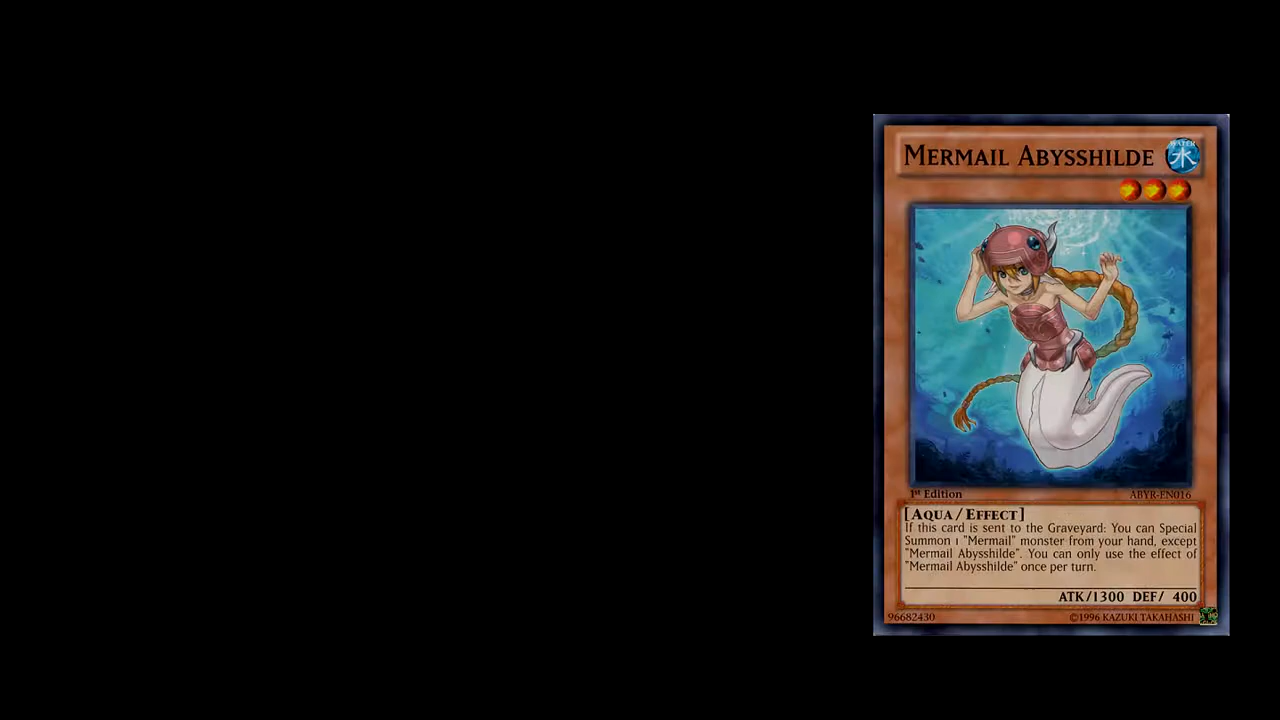 MERMAIL ABYSSHILDE
WATER
水
1st Edition
ABYR-EN016
[AQUA/EFFECT]
If this card is sent to the Graveyard: You can Special
Summon 1 "Mermail" monster from your hand, except
"Mermail Abysshilde". You can only use the effect of
"Mermail Abysshilde" once per turn.
ATK/1300 DEF/ 400
96682430
©1996 KAZUKI TAKAHASHI